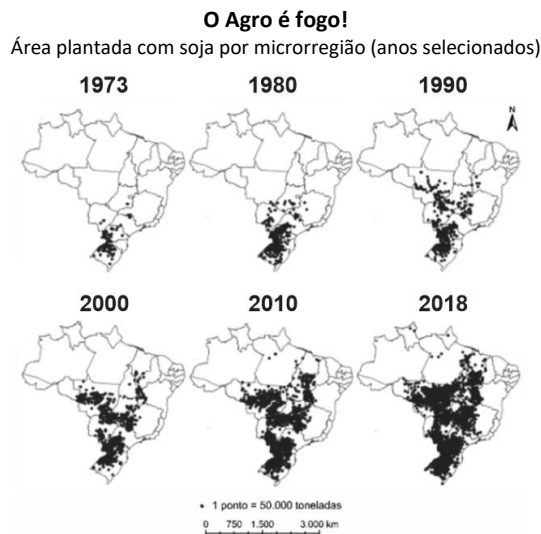 O Agro é fogo!
Área plantada com soja por microrregião (anos selecionados)
1973 1980 1990
N
2000 2010 2018
1 ponto = 50.000 toneladas
0 750 1.500 3.000 km